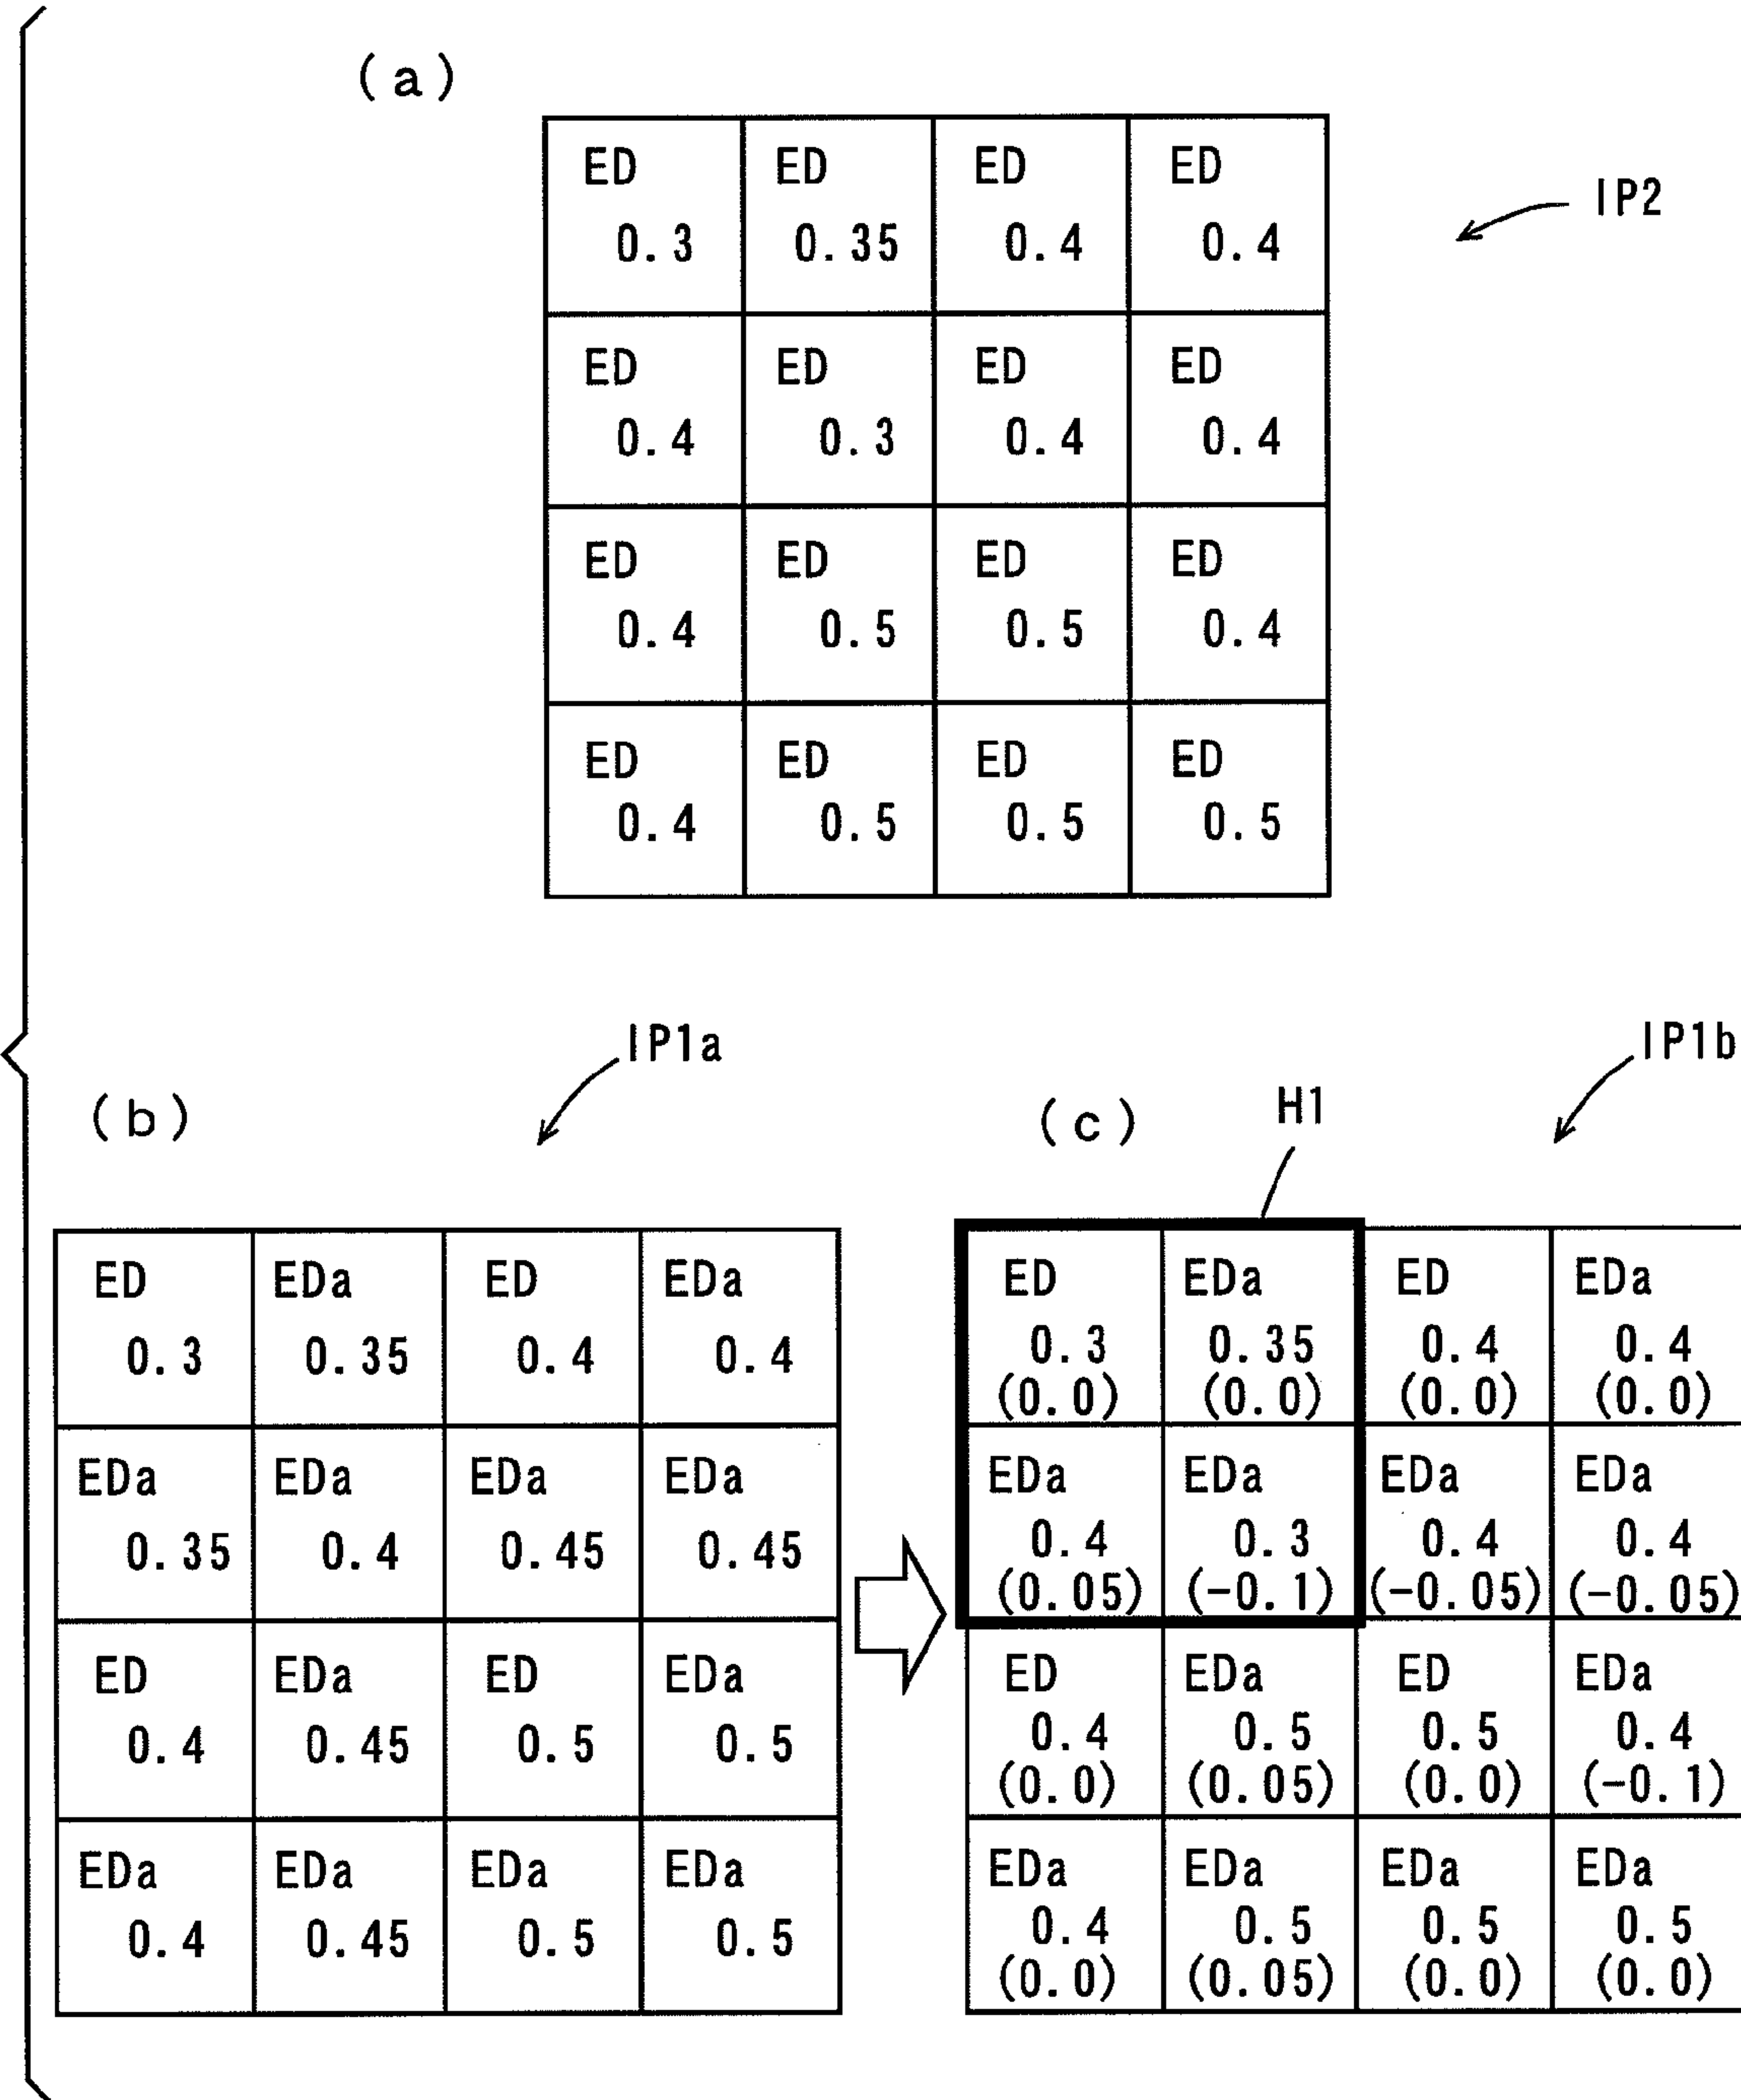 (a)
IP2
ED ED ED ED
0.3 0.35 0.4 0.4
ED ED ED ED
0.4 0.3 0.4 0.4
ED ED ED ED
0.4 0.5 0.5 0.4
ED ED ED ED
0.4 0.5 0.5 0.5
(b)
IP1a
ED EDa ED EDa
0.3 0.35 0.4 0.4
EDa EDa EDa EDa
0.35 0.4 0.45 0.45
ED EDa ED EDa
0.4 0.45 0.5 0.5
EDa EDa EDa EDa
0.4 0.45 0.5 0.5
(c)
H1
IP1b
ED EDa ED EDa
0.3 0.35 0.4 0.4
(0.0) (0.0) (0.0) (0.0)
EDa EDa EDa EDa
0.4 0.3 0.4 0.4
(0.05) (-0.1) (-0.05) (-0.05)
ED EDa ED EDa
0.4 0.5 0.5 0.4
(0.0) (0.05) (0.0) (-0.1)
EDa EDa EDa EDa
0.4 0.5 0.5 0.5
(0.0) (0.05) (0.0) (0.0)